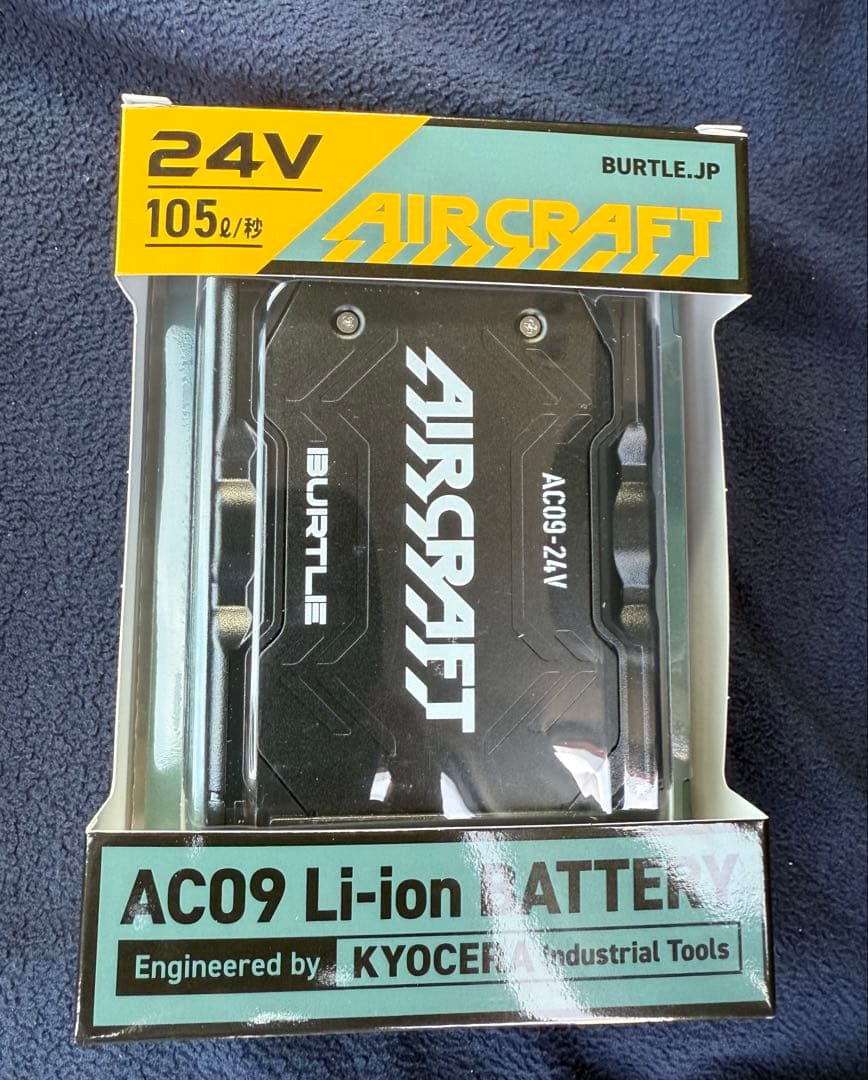 24V
105ℓ/秒
BURTLE.JP
AIRCRAFT
AIRCRAFT
BURTLE
AC09-24V
AC09 Li-ion BATTERY
Engineered by KYOCERA Industrial Tools